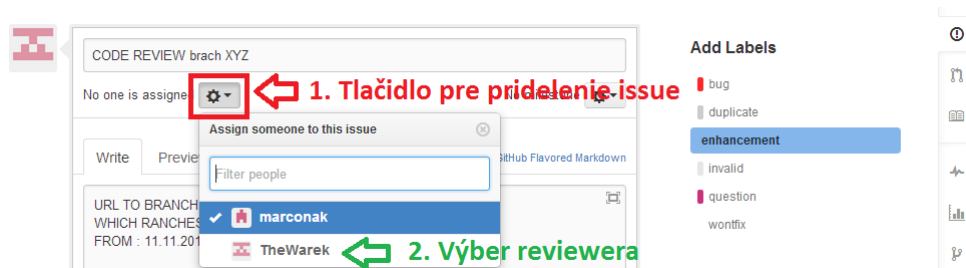 CODE REVIEW brach XYZ
Add Labels
No one is assigne
1. Tlačidlo pre pridelenie issue
bug
duplicate
enhancement
invalid
question
wontfix
Assign someone to this issue
Write
Previe
GitHub Flavored Markdown
Filter people
URL TO BRANCH
WHICH RANCHES
FROM : 11.11.201
marconak
TheWarek
2. Výber reviewera